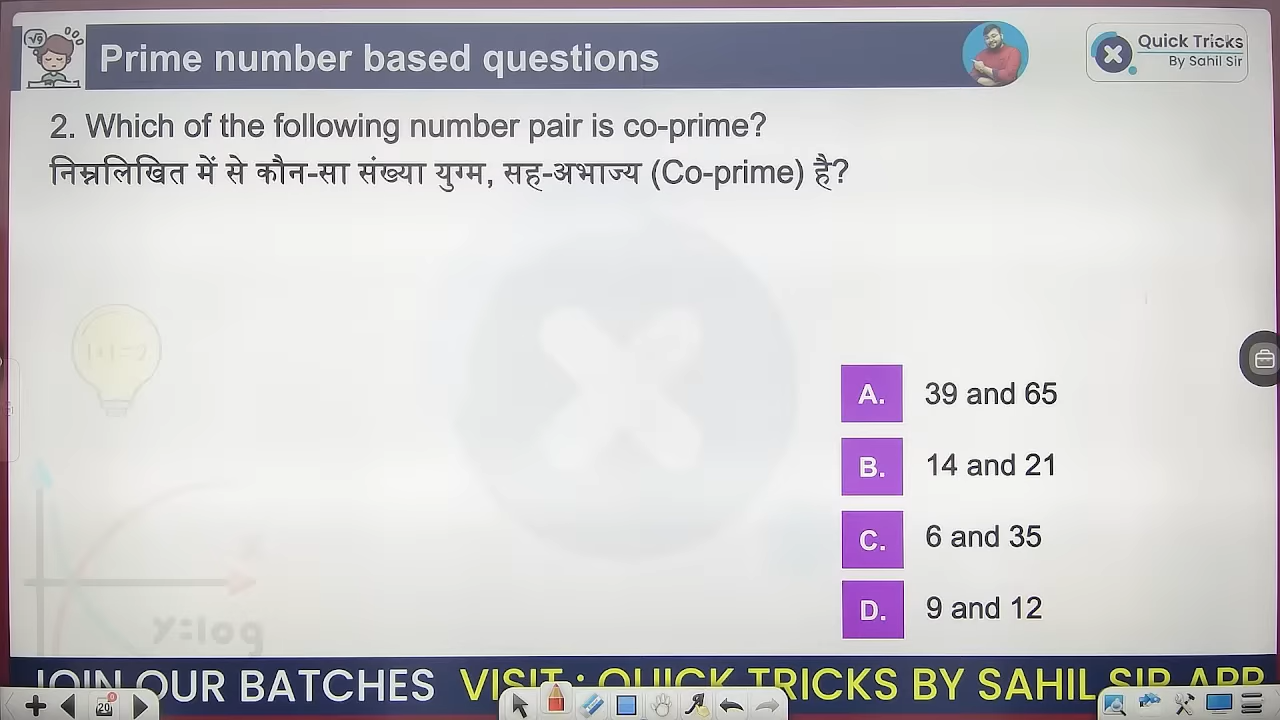 Prime number based questions
Quick Tricks
By Sahil Sir
2. Which of the following number pair is co-prime?
निम्नलिखित में से कौन-सा संख्या युग्म, सह-अभाज्य (Co-prime) है?
A. 39 and 65
B. 14 and 21
C. 6 and 35
D. 9 and 12
y=log
JOIN OUR BATCHES VISIT : QUICK TRICKS BY SAHIL SIR APP
20